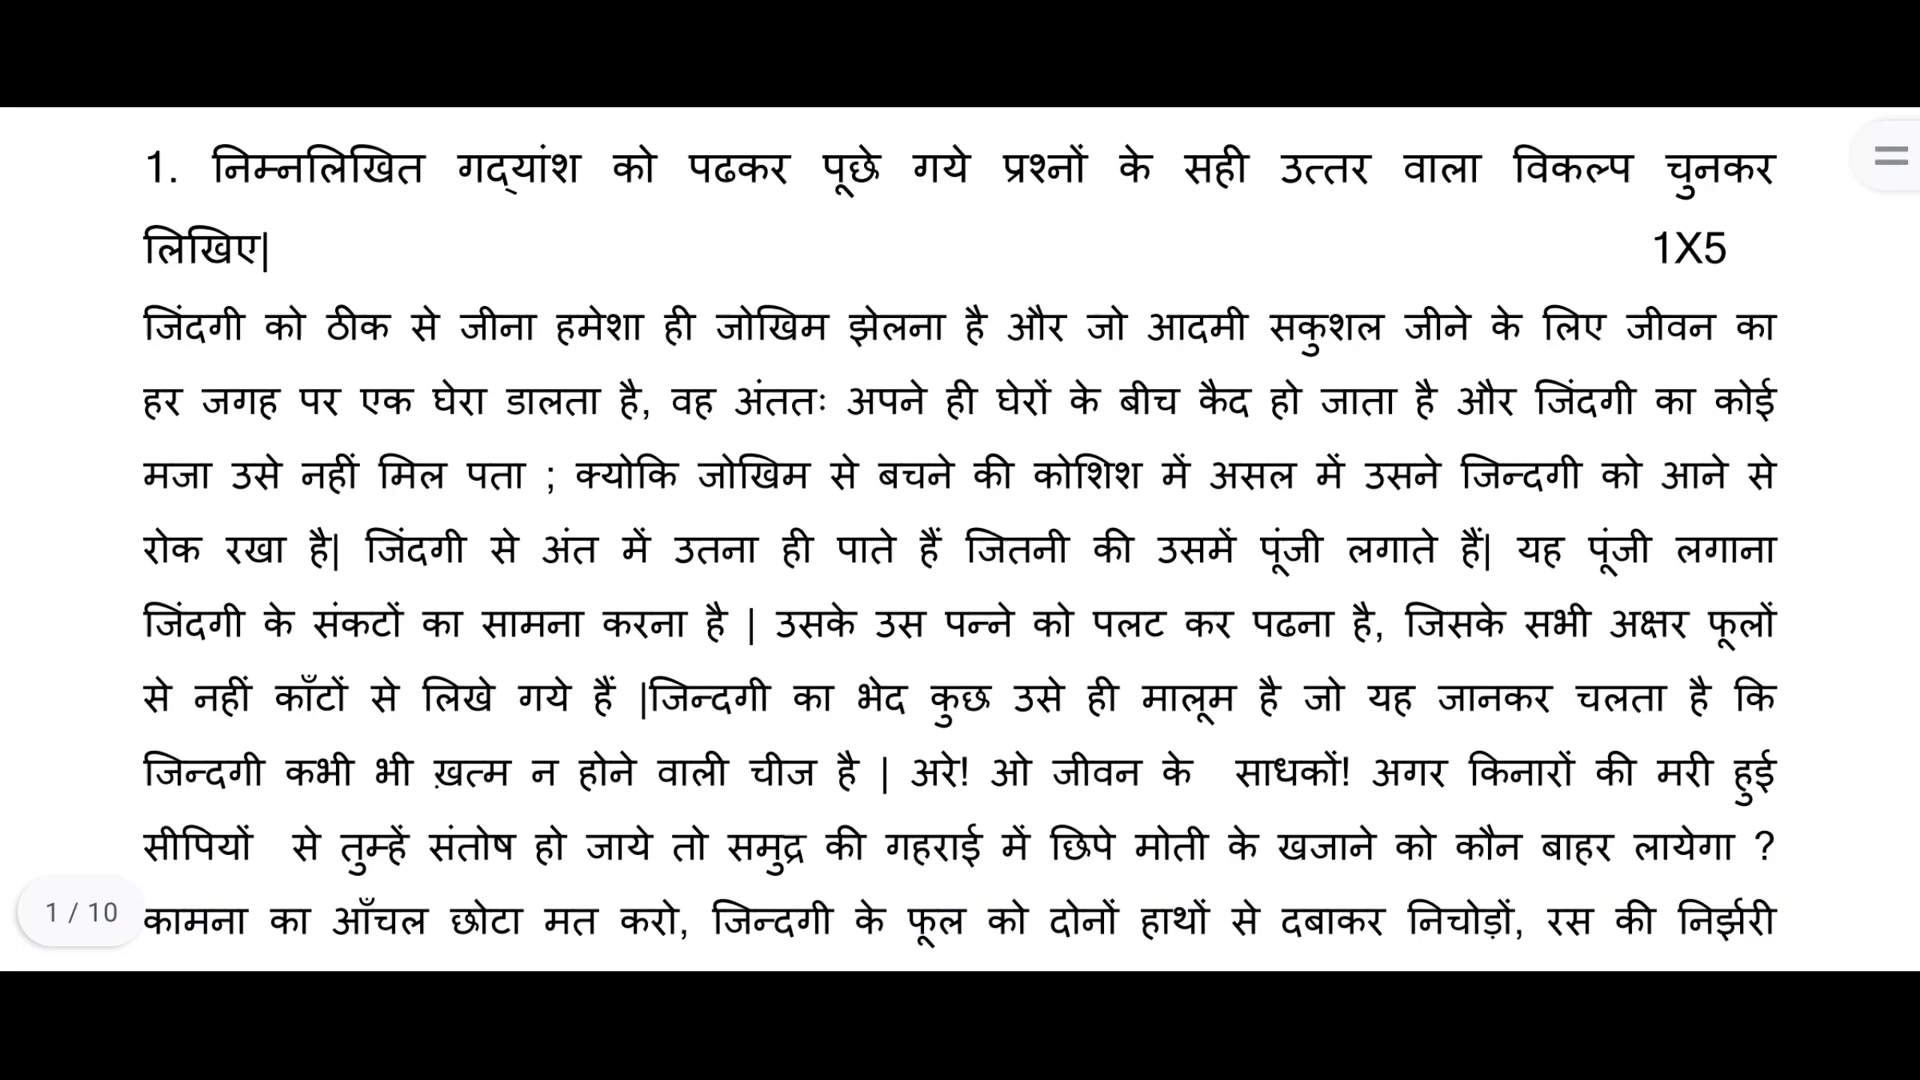 1. निम्नलिखित गद्यांश को पढकर पूछे गये प्रश्नों के सही उत्तर वाला विकल्प चुनकर
लिखिए| 1X5
जिंदगी को ठीक से जीना हमेशा ही जोखिम झेलना है और जो आदमी सकुशल जीने के लिए जीवन का
हर जगह पर एक घेरा डालता है, वह अंततः अपने ही घेरों के बीच कैद हो जाता है और जिंदगी का कोई
मजा उसे नहीं मिल पता ; क्योकि जोखिम से बचने की कोशिश में असल में उसने जिन्दगी को आने से
रोक रखा है| जिंदगी से अंत में उतना ही पाते हैं जितनी की उसमें पूंजी लगाते हैं| यह पूंजी लगाना
जिंदगी के संकटों का सामना करना है | उसके उस पन्ने को पलट कर पढना है, जिसके सभी अक्षर फूलों
से नहीं काँटों से लिखे गये हैं |जिन्दगी का भेद कुछ उसे ही मालूम है जो यह जानकर चलता है कि
जिन्दगी कभी भी ख़त्म न होने वाली चीज है | अरे! ओ जीवन के साधकों! अगर किनारों की मरी हुई
सीपियों से तुम्हें संतोष हो जाये तो समुद्र की गहराई में छिपे मोती के खजाने को कौन बाहर लायेगा ?
1 / 10 कामना का आँचल छोटा मत करो, जिन्दगी के फूल को दोनों हाथों से दबाकर निचोड़ों, रस की निर्झरी